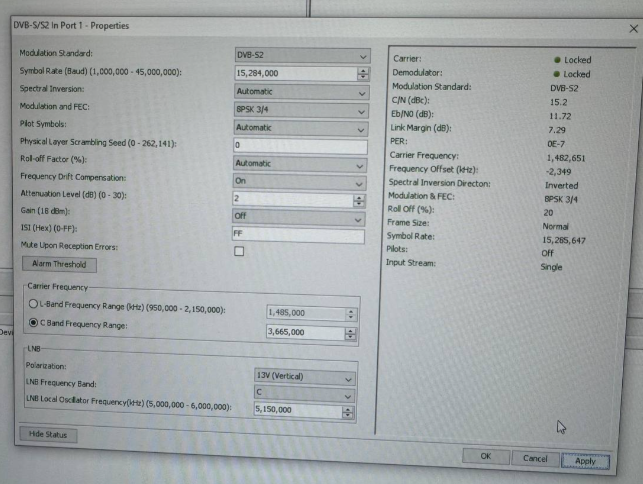 DVB-S/S2 In Port 1 - Properties
Modulation Standard: DVB-S2
Symbol Rate (Baud) (1,000,000 - 45,000,000): 15,284,000
Spectral Inversion: Automatic
Modulation and FEC: 8PSK 3/4
Pilot Symbols: Automatic
Physical Layer Scrambling Seed (0 - 262,141): 0
Roll-off Factor (%): Automatic
Frequency Drift Compensation: On
Attenuation Level (dB) (0 - 30): 2
Gain (18 dBm): Off
ISI (Hex) (0-FF): FF
Mute Upon Reception Errors:
Alarm Threshold
Carrier Frequency
L-Band Frequency Range (kHz) (950,000 - 2,150,000): 1,485,000
C Band Frequency Range: 3,665,000
LNB
Polarization: 13V (Vertical)
LNB Frequency Band: C
LNB Local Oscillator Frequency(kHz) (5,000,000 - 6,000,000): 5,150,000
Hide Status
Carrier: Locked
Demodulator: Locked
Modulation Standard: DVB-S2
C/N (dBc): 15.2
Eb/N0 (dB): 11.72
Link Margin (dB): 7.29
PER: 0E-7
Carrier Frequency: 1,482,651
Frequency Offset (kHz): -2,349
Spectral Inversion Directon: Inverted
Modulation & FEC: 8PSK 3/4
Roll Off (%): 20
Frame Size: Normal
Symbol Rate: 15,285,647
Pilots: Off
Input Stream: Single
OK Cancel Apply